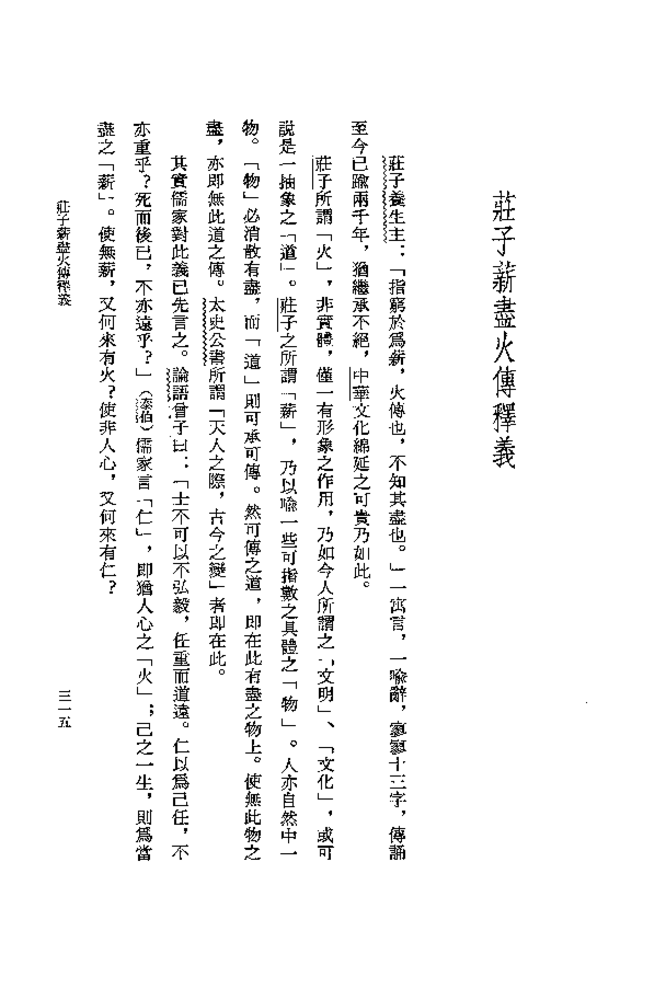 莊子薪盡火傳釋義
莊子養生主：「指窮於爲薪，火傳也，不知其盡也。」一寓言，一喻辭，寥寥十三字，傳誦
至今已踰兩千年，猶繼承不絕，中華文化綿延之可貴乃如此。
莊子所謂「火」，非實體，僅一有形象之作用，乃如今人所謂之「文明」、「文化」，或可
說是一抽象之「道」。莊子之所謂「薪」，乃以喻一些可指數之具體之「物」。人亦自然中一
物。「物」必消散有盡，而「道」則可承可傳。然可傳之道，即在此有盡之物上。使無此物之
盡，亦即無此道之傳。太史公書所謂「天人之際，古今之變」者即在此。
其實儒家對此義已先言之。論語曾子曰：「士不可以不弘毅，任重而道遠。仁以爲己任，不
亦重乎？死而後已，不亦遠乎？」（泰伯）儒家言「仁」，即猶人心之「火」；己之一生，則爲當
盡之「薪」。使無薪，又何來有火？使非人心，又何來有仁？
莊子薪盡火傳釋義
三一五